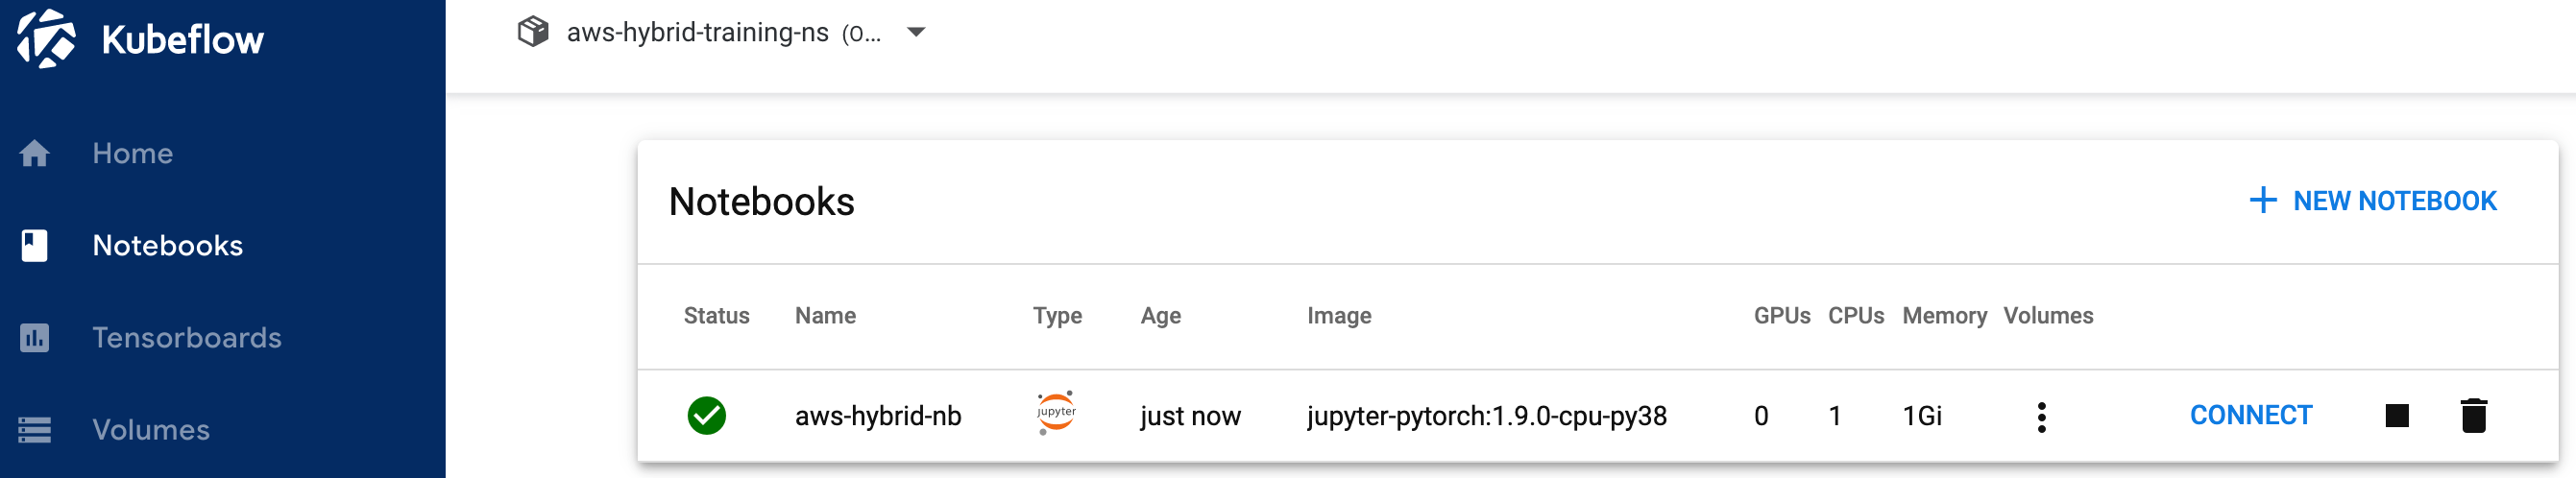 Kubeflow
aws-hybrid-training-ns (O...
Home
Notebooks
Tensorboards
Volumes
Notebooks
NEW NOTEBOOK
Status Name Type Age Image GPUs CPUs Memory Volumes
aws-hybrid-nb jupyter just now jupyter-pytorch:1.9.0-cpu-py38 0 1 1Gi CONNECT